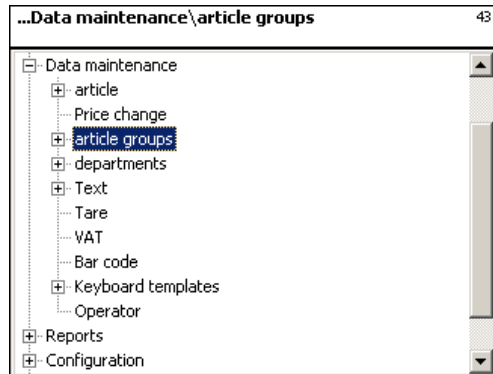 ...Data maintenance\article groups 43
Data maintenance
article
Price change
article groups
departments
Text
Tare
VAT
Bar code
Keyboard templates
Operator
Reports
Configuration